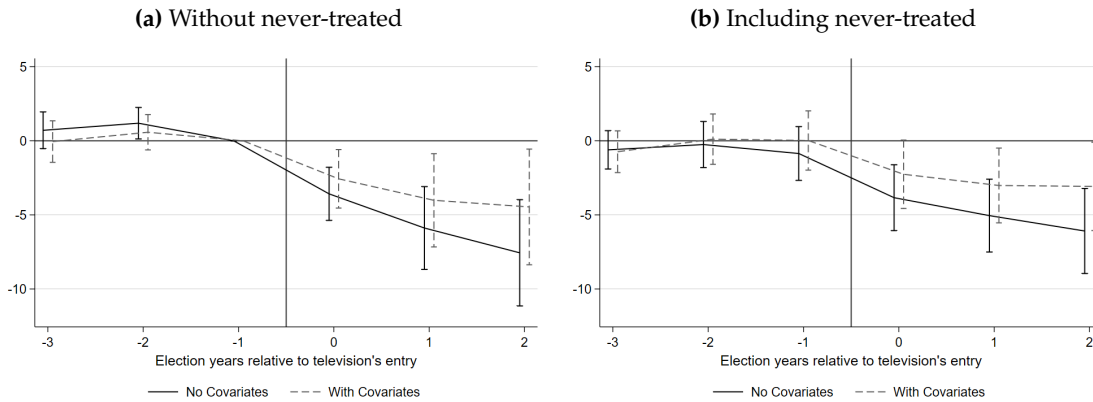 (a) Without never-treated
5
0
-5
-10
-3 -2 -1 0 1 2
Election years relative to television's entry
No Covariates With Covariates
(b) Including never-treated
5
0
-5
-10
-3 -2 -1 0 1 2
Election years relative to television's entry
No Covariates With Covariates